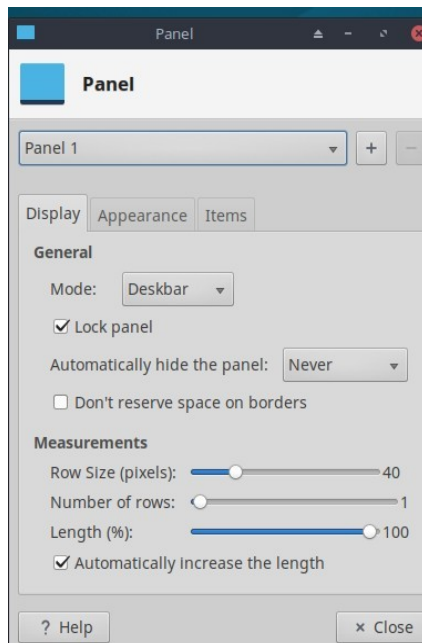 Panel
Panel
Panel 1
Display Appearance Items
General
Mode: Deskbar
Lock panel
Automatically hide the panel: Never
Don't reserve space on borders
Measurements
Row Size (pixels): 40
Number of rows: 1
Length (%): 100
Automatically increase the length
? Help × Close